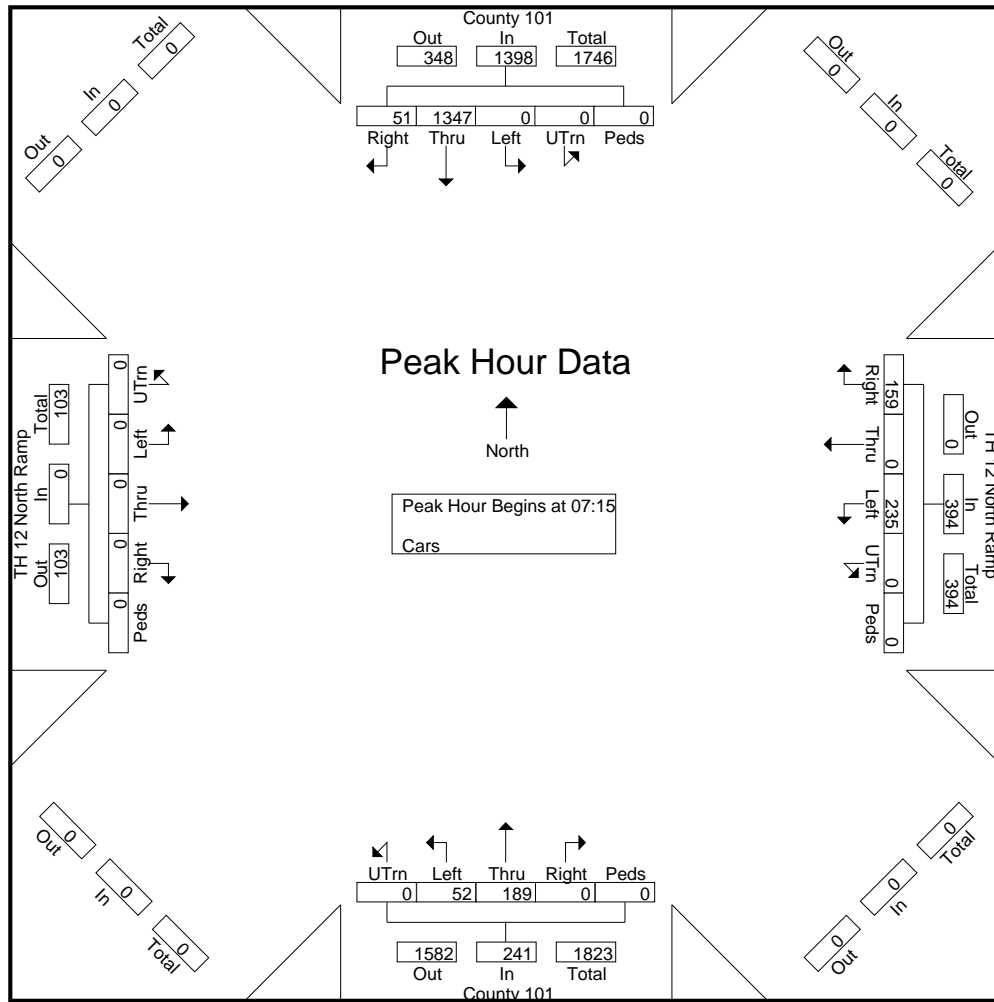 County 101
Out In Total
348 1398 1746
51 1347 0 0 0
Right Thru Left UTrn Peds
Total
0
In
0
Out
0
Out
0
In
0
Total
0
Peak Hour Data
North
Peak Hour Begins at 07:15
Cars
TH 12 North Ramp
Out In Total
103 0 103
0 0 0 0 0
Peds Right Thru Left UTrn
TH 12 North Ramp
Out In Total
0 394 394
159 0 235 0 0
Right Thru Left UTrn Peds
0
Out
0
In
0
Total
0
Total
0
In
0
Out
UTrn Left Thru Right Peds
0 52 189 0 0
1582 241 1823
Out In Total
County 101